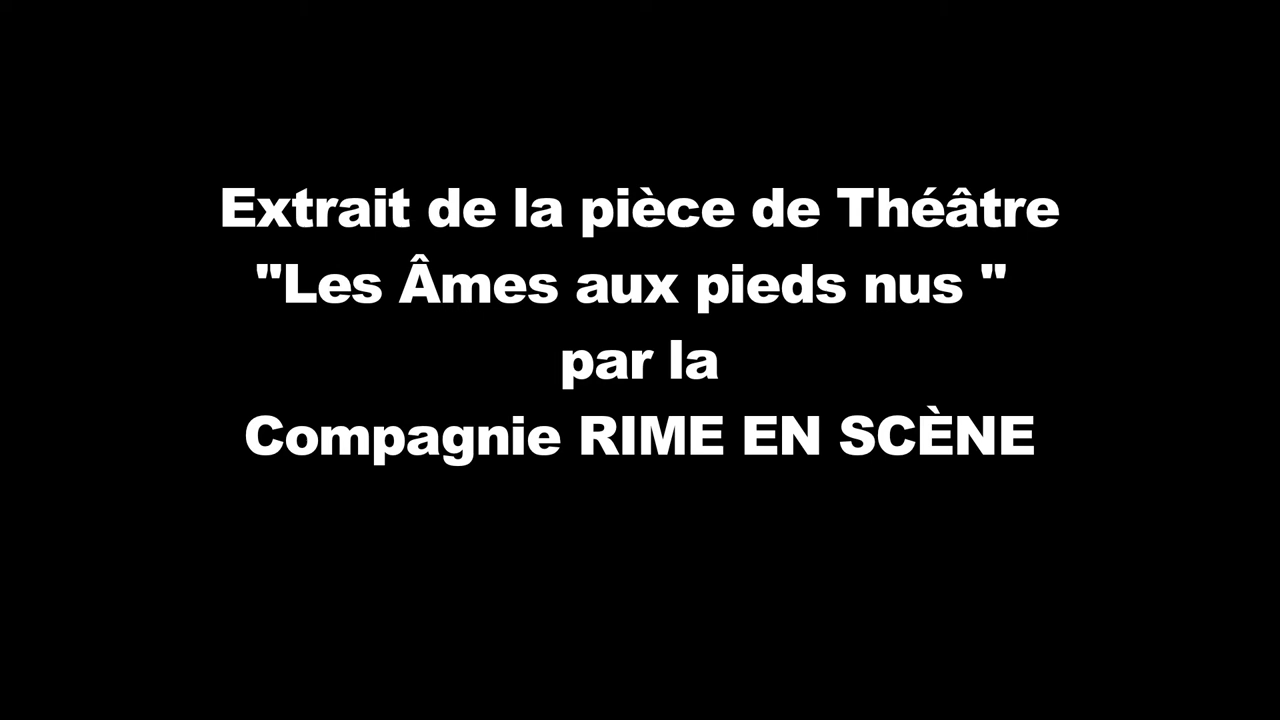 Extrait de la pièce de Théâtre
"Les Âmes aux pieds nus "
par la
Compagnie RIME EN SCÈNE